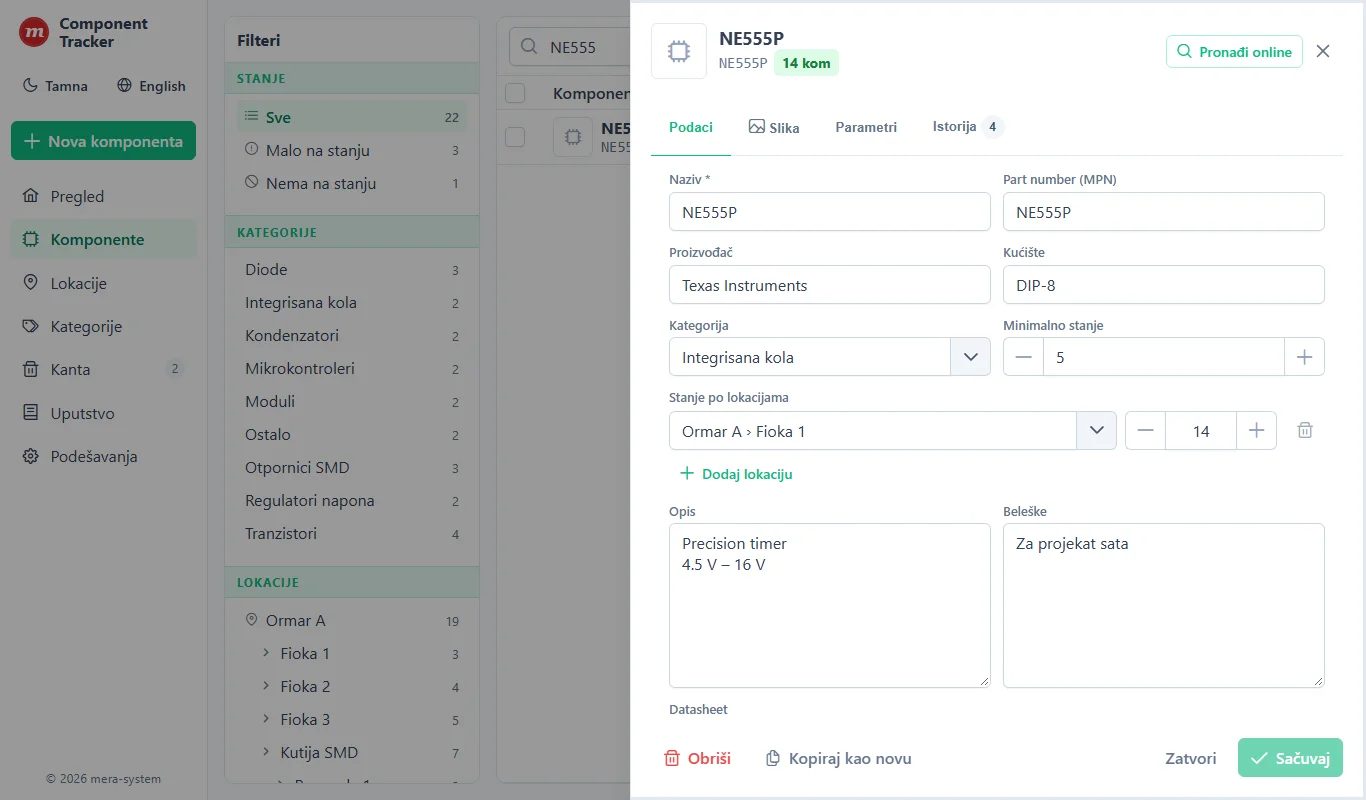 m Component
Tracker
Tamna
English
Nova komponenta
Pregled
Komponente
Lokacije
Kategorije
Kanta 2
Uputstvo
Podešavanja
© 2026 mera-system
Filteri
STANJE
Sve 22
Malo na stanju 3
Nema na stanju 1
KATEGORIJE
Diode 3
Integrisana kola 2
Kondenzatori 2
Mikrokontroleri 2
Moduli 2
Ostalo 2
Otpornici SMD 3
Regulatori napona 2
Tranzistori 4
LOKACIJE
Ormar A 19
Fioka 1 3
Fioka 2 4
Fioka 3 5
Kutija SMD 7
NE555
NE555P
NE555P 14 kom
Pronađi online
Podaci
Slika
Parametri
Istorija 4
Naziv *
NE555P
Part number (MPN)
NE555P
Proizvođač
Texas Instruments
Kućište
DIP-8
Kategorija
Integrisana kola
Minimalno stanje
5
Stanje po lokacijama
Ormar A › Fioka 1
14
Dodaj lokaciju
Opis
Precision timer
4.5 V – 16 V
Beleške
Za projekat sata
Datasheet
Obriši
Kopiraj kao novu
Zatvori
Sačuvaj